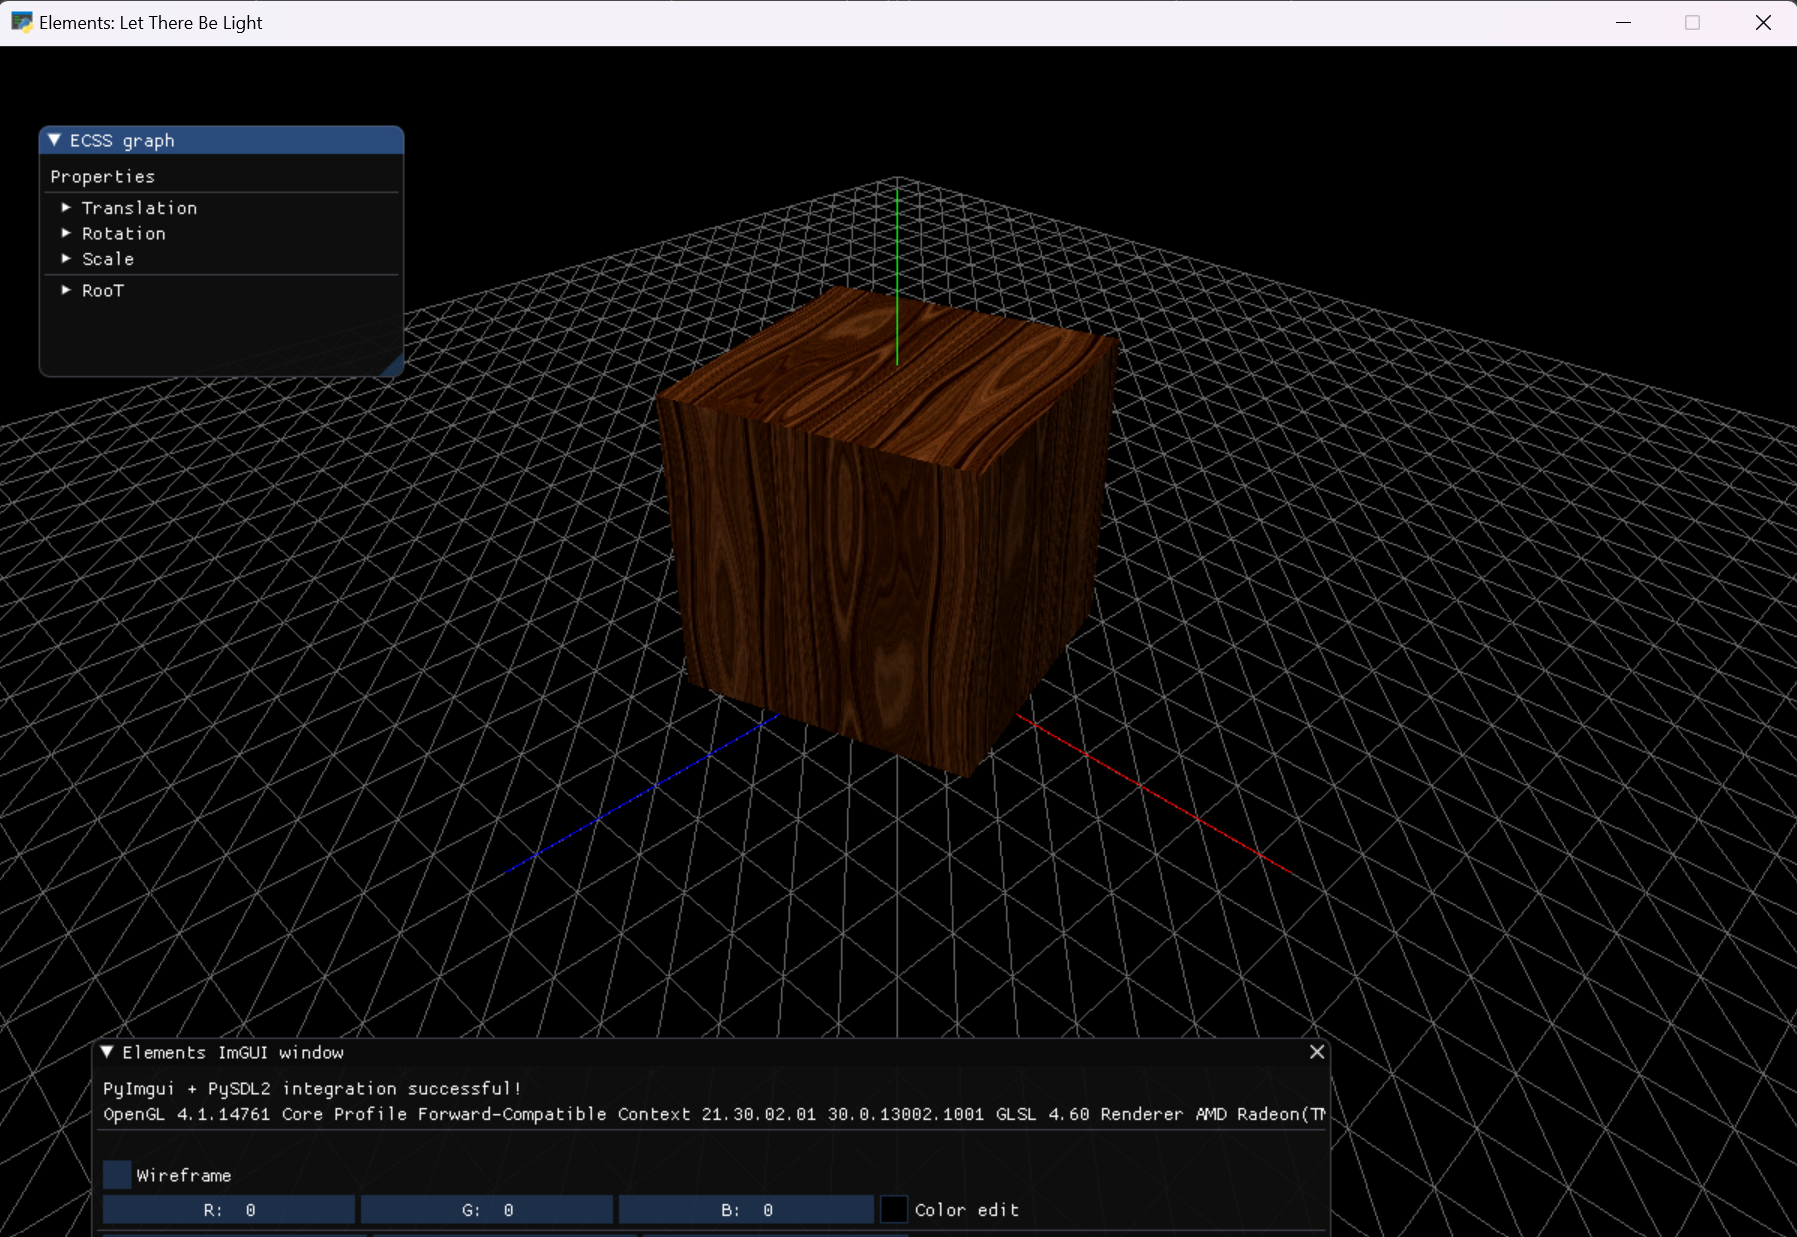 Elements: Let There Be Light
ECSS graph
Properties
Translation
Rotation
Scale
RooT
Elements ImGUI window
PyImgui + PySDL2 integration successful!
OpenGL 4.1.14761 Core Profile Forward-Compatible Context 21.30.02.01 30.0.13002.1001 GLSL 4.60 Renderer AMD Radeon(TM
Wireframe
R: 0 G: 0 B: 0 Color edit